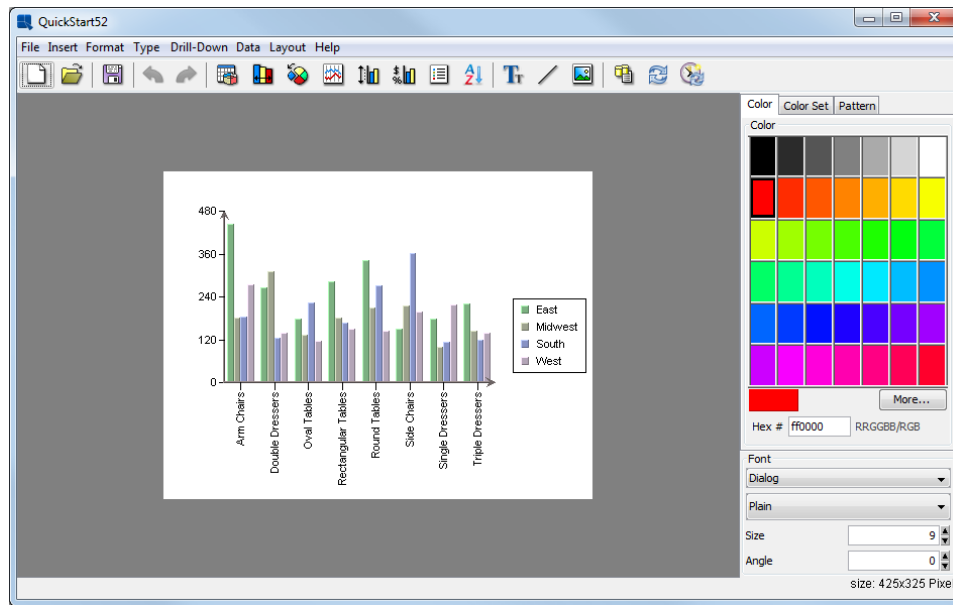 QuickStart52
File Insert Format Type Drill-Down Data Layout Help
Color Color Set Pattern
Color
480
360
240
120
0
Arm Chairs
Double Dressers
Oval Tables
Rectangular Tables
Round Tables
Side Chairs
Single Dressers
Triple Dressers
East
Midwest
South
West
More...
Hex # ff0000 RRGGBB/RGB
Font
Dialog
Plain
Size 9
Angle 0
size: 425x325 Pixel